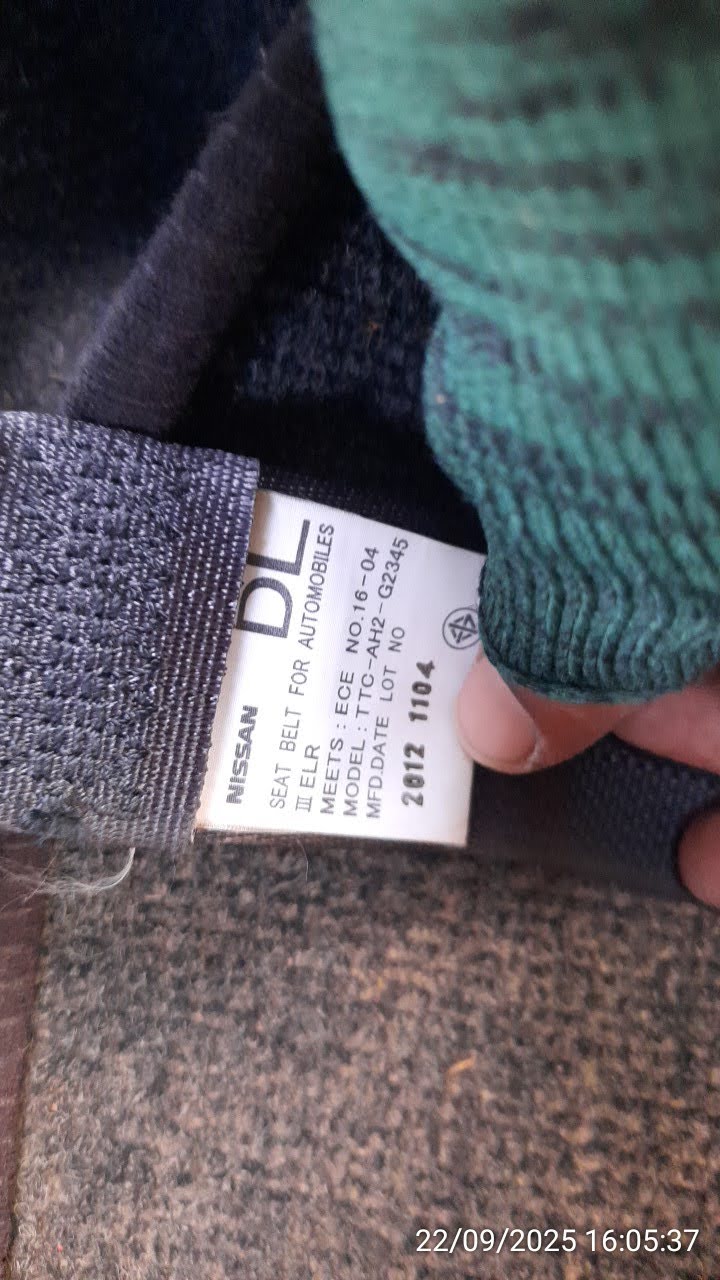 NISSAN DL
SEAT BELT FOR AUTOMOBILES
III ELR
MEETS : ECE NO.16-04
MODEL : TTC-AH2-G2345
MFD.DATE LOT NO
2012 1104
22/09/2025 16:05:37